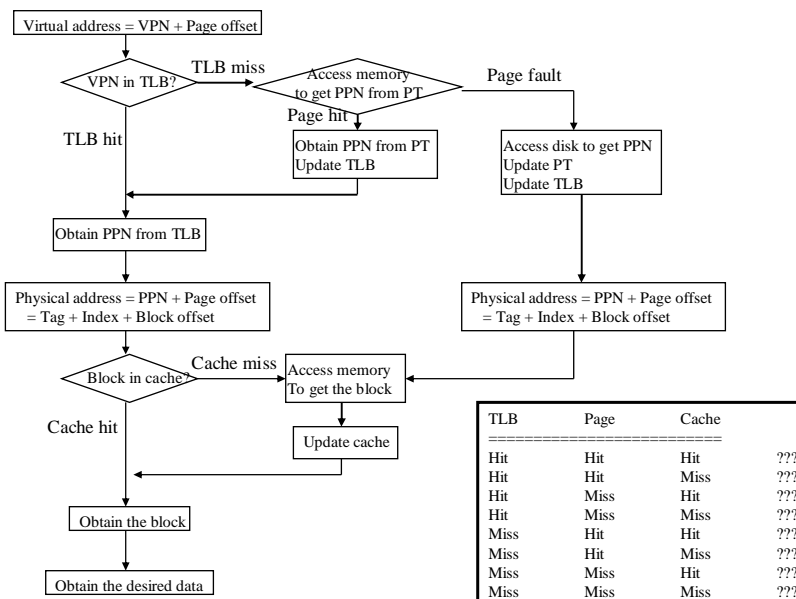 Virtual address = VPN + Page offset
VPN in TLB?
TLB miss
Access memory
to get PPN from PT
Page fault
Page hit
TLB hit
Obtain PPN from PT
Update TLB
Access disk to get PPN
Update PT
Update TLB
Obtain PPN from TLB
Physical address = PPN + Page offset
= Tag + Index + Block offset
Physical address = PPN + Page offset
= Tag + Index + Block offset
Block in cache?
Cache miss
Access memory
To get the block
Cache hit
Update cache
Obtain the block
Obtain the desired data
TLB Page Cache
==========================
Hit Hit Hit ???
Hit Hit Miss ???
Hit Miss Hit ???
Hit Miss Miss ???
Miss Hit Hit ???
Miss Hit Miss ???
Miss Miss Hit ???
Miss Miss Miss ???